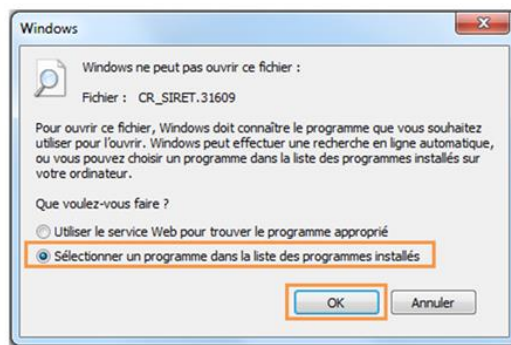 Windows
Windows ne peut pas ouvrir ce fichier :
Fichier : CR_SIRET.31609
Pour ouvrir ce fichier, Windows doit connaître le programme que vous souhaitez
utiliser pour l'ouvrir. Windows peut effectuer une recherche en ligne automatique,
ou vous pouvez choisir un programme dans la liste des programmes installés sur
votre ordinateur.
Que voulez-vous faire ?
Utiliser le service Web pour trouver le programme approprié
Sélectionner un programme dans la liste des programmes installés
OK
Annuler